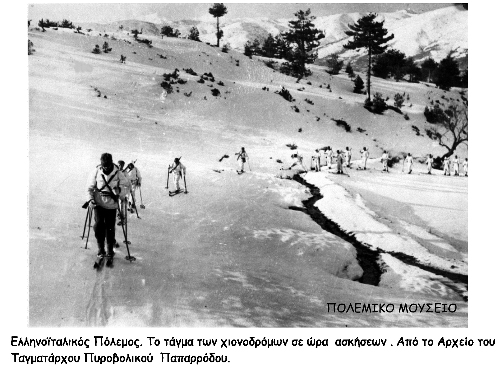 ΠΟΛΕΜΙΚΟ ΜΟΥΣΕΙΟ
Ελληνοϊταλικός Πόλεμος. Το τάγμα των χιονοδρόμων σε ώρα ασκήσεων . Από το Αρχείο του
Ταγματάρχου Πυροβολικού Παπαρρόδου.